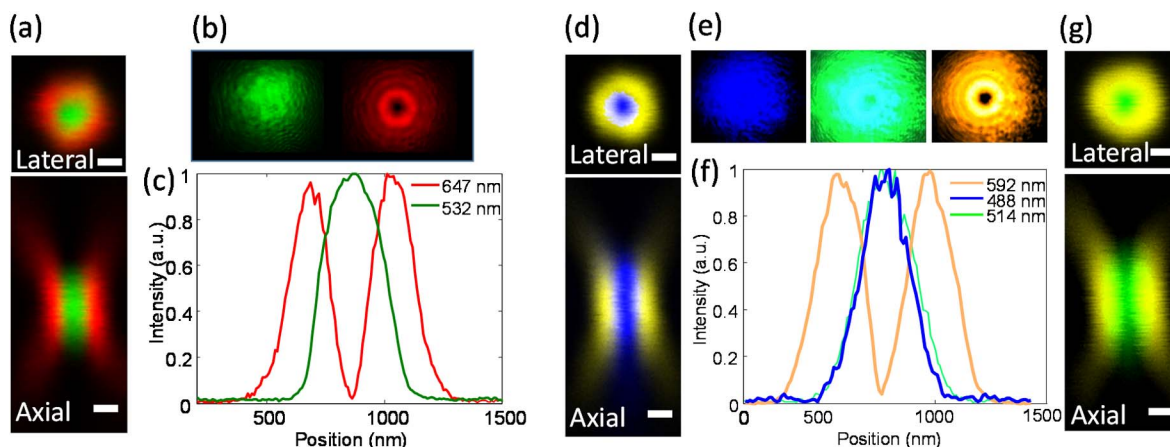 (a)
Lateral
Axial
(b)
(c)
647 nm
532 nm
Intensity (a.u.)
1
0.8
0.6
0.4
0.2
0
500
1000
1500
Position (nm)
(d)
Lateral
Axial
(e)
(f)
592 nm
488 nm
514 nm
Intensity (a.u.)
1
0.8
0.6
0.4
0.2
0
0
500
1000
1500
Position (nm)
(g)
Lateral
Axial